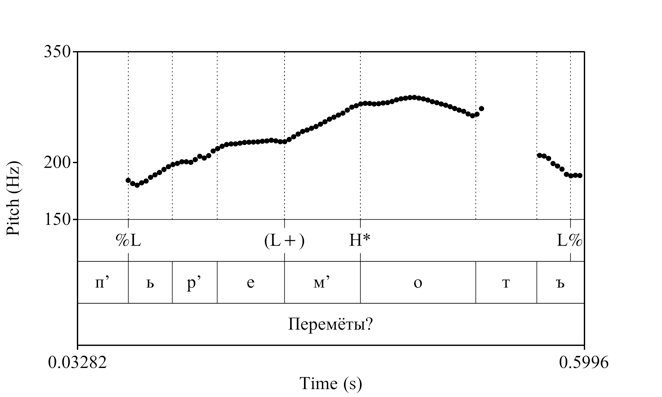 350
200
150
Pitch (Hz)
%L (L+) H* L%
п’ ь р’ е м’ о т ъ
Перемёты?
0.03282 0.5996
Time (s)